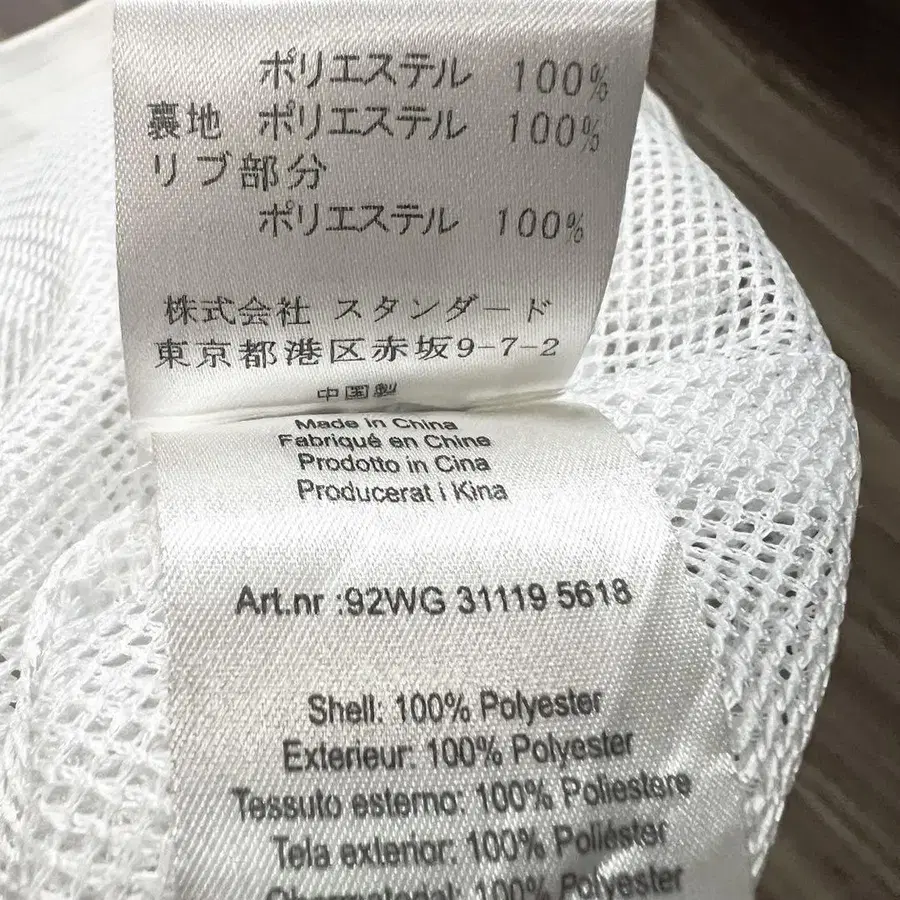 ポリエステル 100%
裏地 ポリエステル 100%
リブ部分
ポリエステル 100%
株式会社 スタンダード
東京都港区赤坂9-7-2
中国製
Made in China
Fabriqué en Chine
Prodotto in Cina
Producerat i Kina
Art.nr :92WG 31119 5618
Shell: 100% Polyester
Exterieur: 100% Polyester
Tessuto esterno: 100% Poliestere
Tela exterior: 100% Poliéster
Obermaterial: 100% Polyester